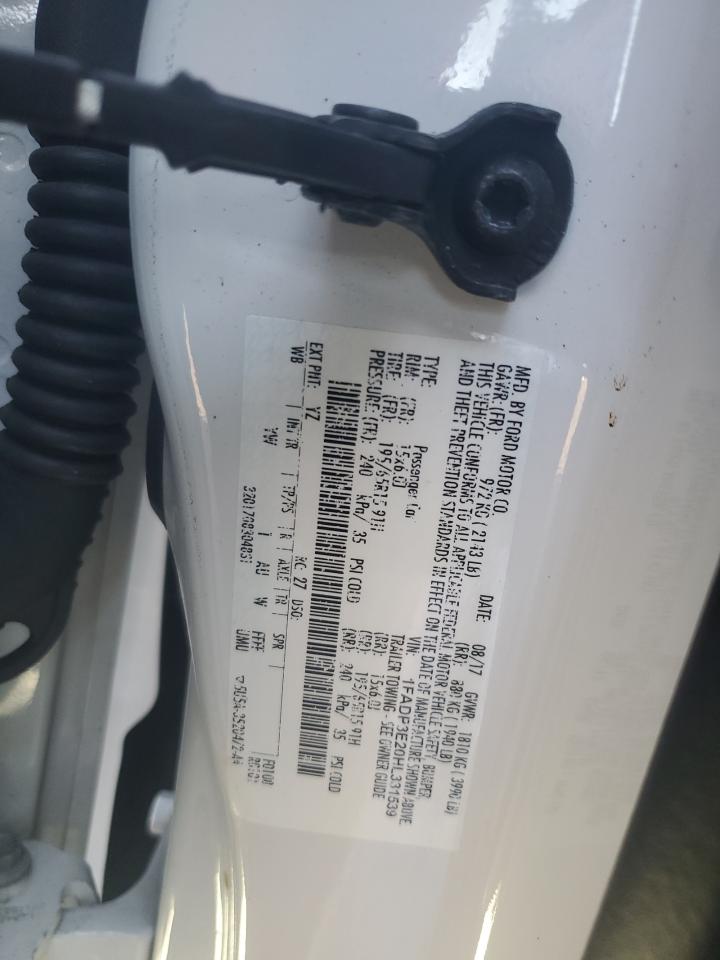 MFD. BY FORD MOTOR CO. DATE: 08/17 GVWR: 1810 KG ( 3990 LB)
GAWR: (FR): 972 KG ( 2143 LB) (RR): 880 KG (1940 LB)
THIS VEHICLE CONFORMS TO ALL APPLICABLE FEDERAL MOTOR VEHICLE SAFETY, BUMPER
AND THEFT PREVENTION STANDARDS IN EFFECT ON THE DATE OF MANUFACTURE SHOWN ABOVE.
VIN: 1FADP3E20HL331539
TYPE: Passenger Car TRAILER TOWING - SEE OWNER GUIDE
RIM: (FR): 15x6.0J (RR): 15x6.0J
TIRE: (FR): 195/65R15 91H (RR): 195/65R15 91H
PRESSURE: (FR): 240 kPa/ 35 PSI COLD (RR): 240 kPa/ 35 PSI COLD
EXT PNT: YZ RC: 27 DSO:
WB INT TR TP/PS R AXLE TR SPR
I AU W FFFF
UMU